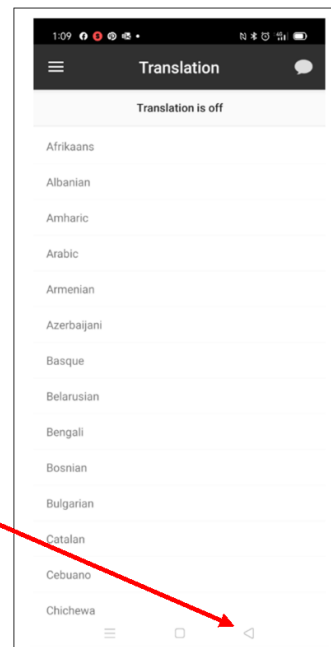 1:09
Translation
Translation is off
Afrikaans
Albanian
Amharic
Arabic
Armenian
Azerbaijani
Basque
Belarusian
Bengali
Bosnian
Bulgarian
Catalan
Cebuano
Chichewa